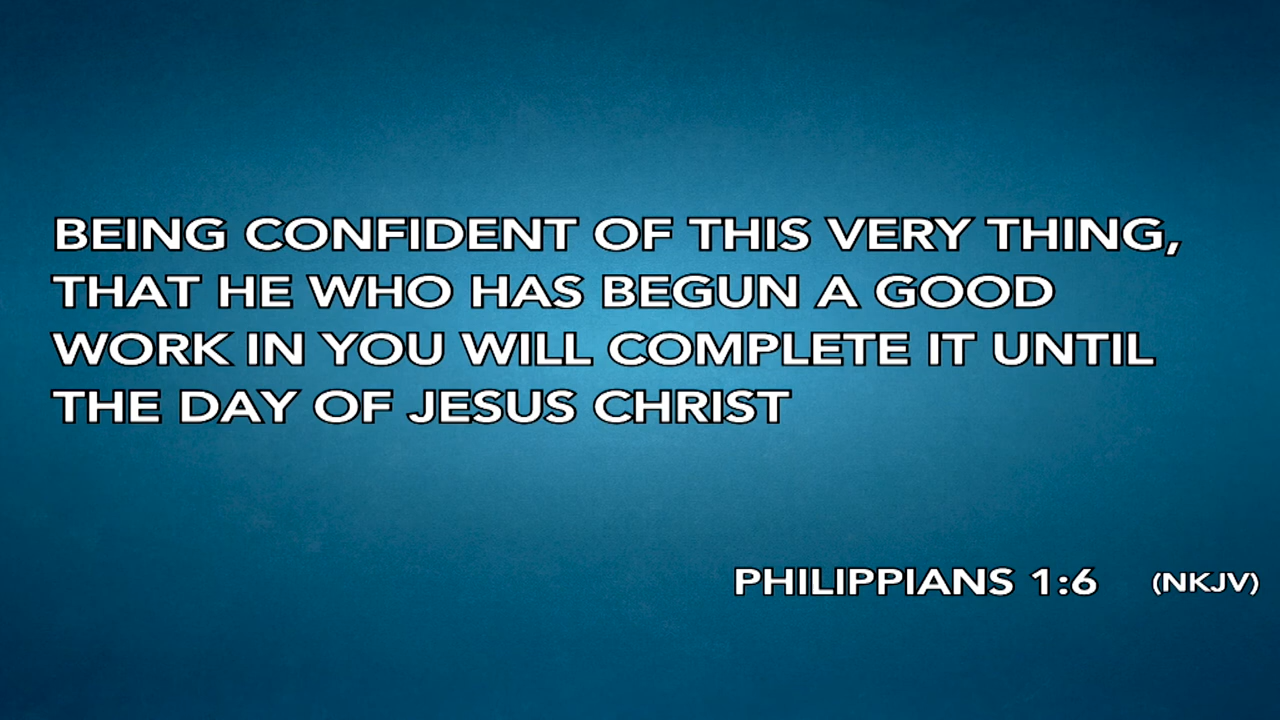 BEING CONFIDENT OF THIS VERY THING,
THAT HE WHO HAS BEGUN A GOOD
WORK IN YOU WILL COMPLETE IT UNTIL
THE DAY OF JESUS CHRIST
PHILIPPIANS 1:6 (NKJV)